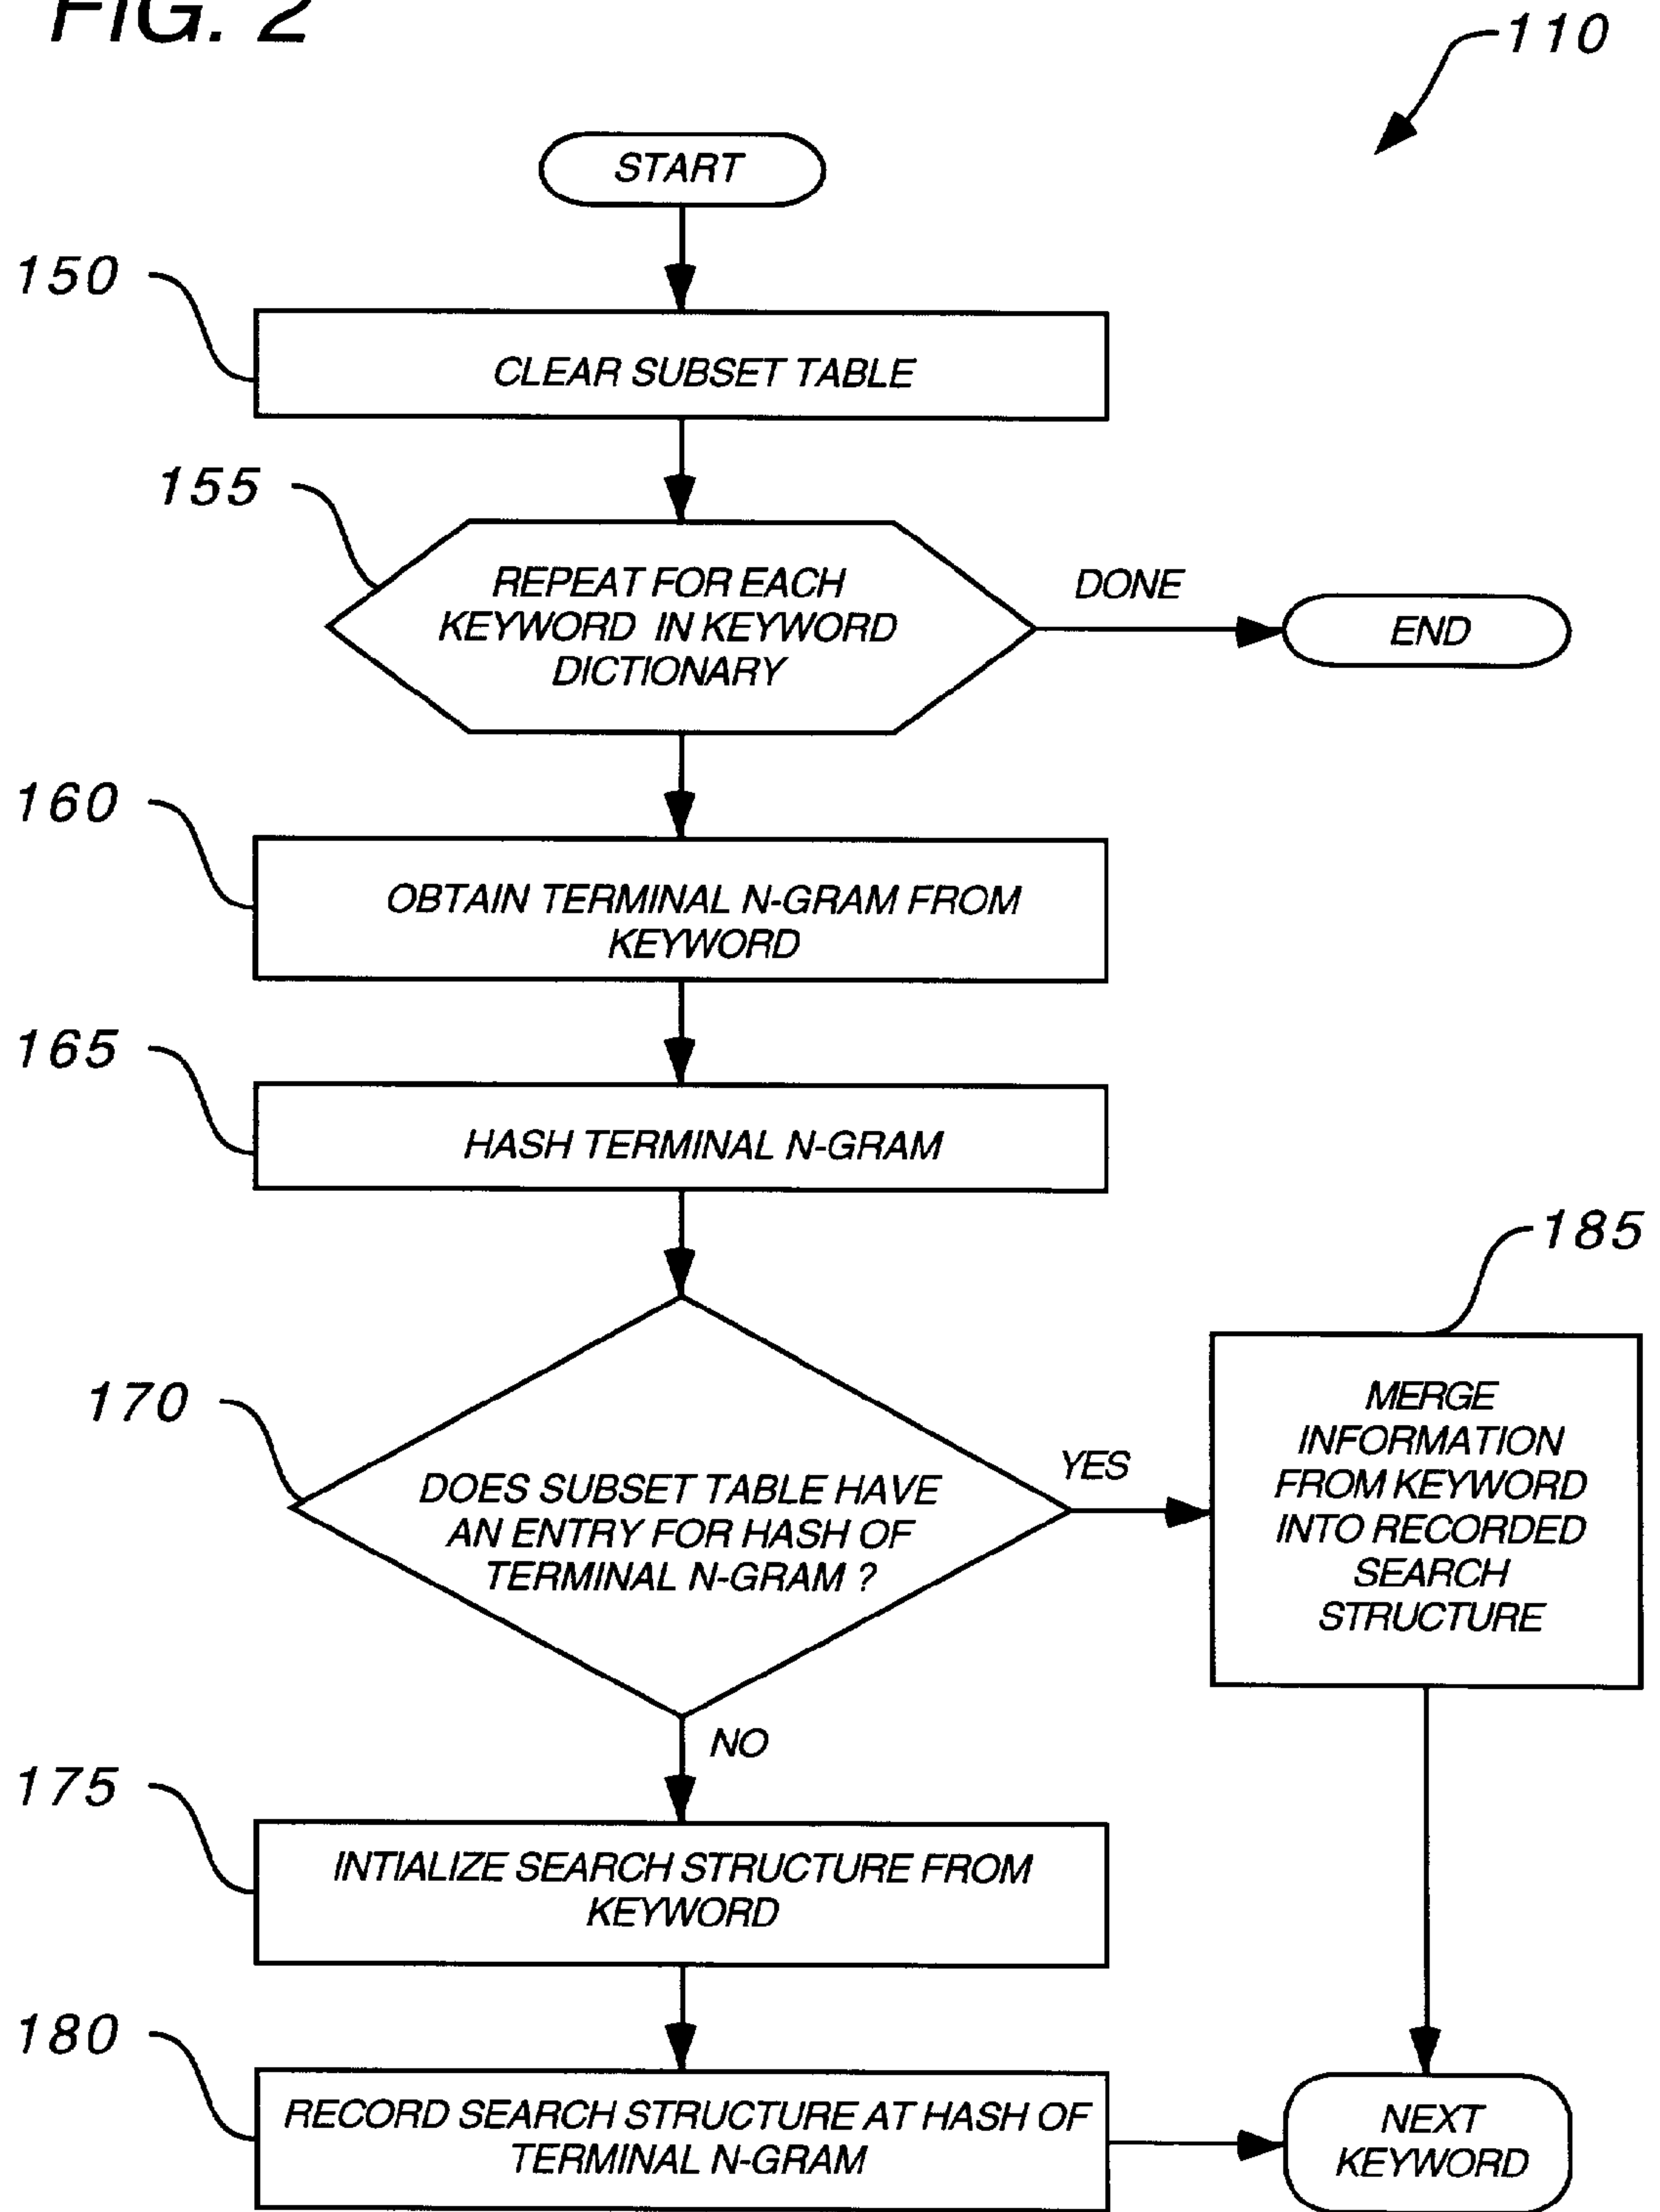 FIG. 2
110
START
150
CLEAR SUBSET TABLE
155
REPEAT FOR EACH
KEYWORD IN KEYWORD
DICTIONARY
DONE
END
160
OBTAIN TERMINAL N-GRAM FROM
KEYWORD
165
HASH TERMINAL N-GRAM
170
DOES SUBSET TABLE HAVE
AN ENTRY FOR HASH OF
TERMINAL N-GRAM ?
YES
185
MERGE
INFORMATION
FROM KEYWORD
INTO RECORDED
SEARCH
STRUCTURE
NO
175
INTIALIZE SEARCH STRUCTURE FROM
KEYWORD
180
RECORD SEARCH STRUCTURE AT HASH OF
TERMINAL N-GRAM
NEXT
KEYWORD